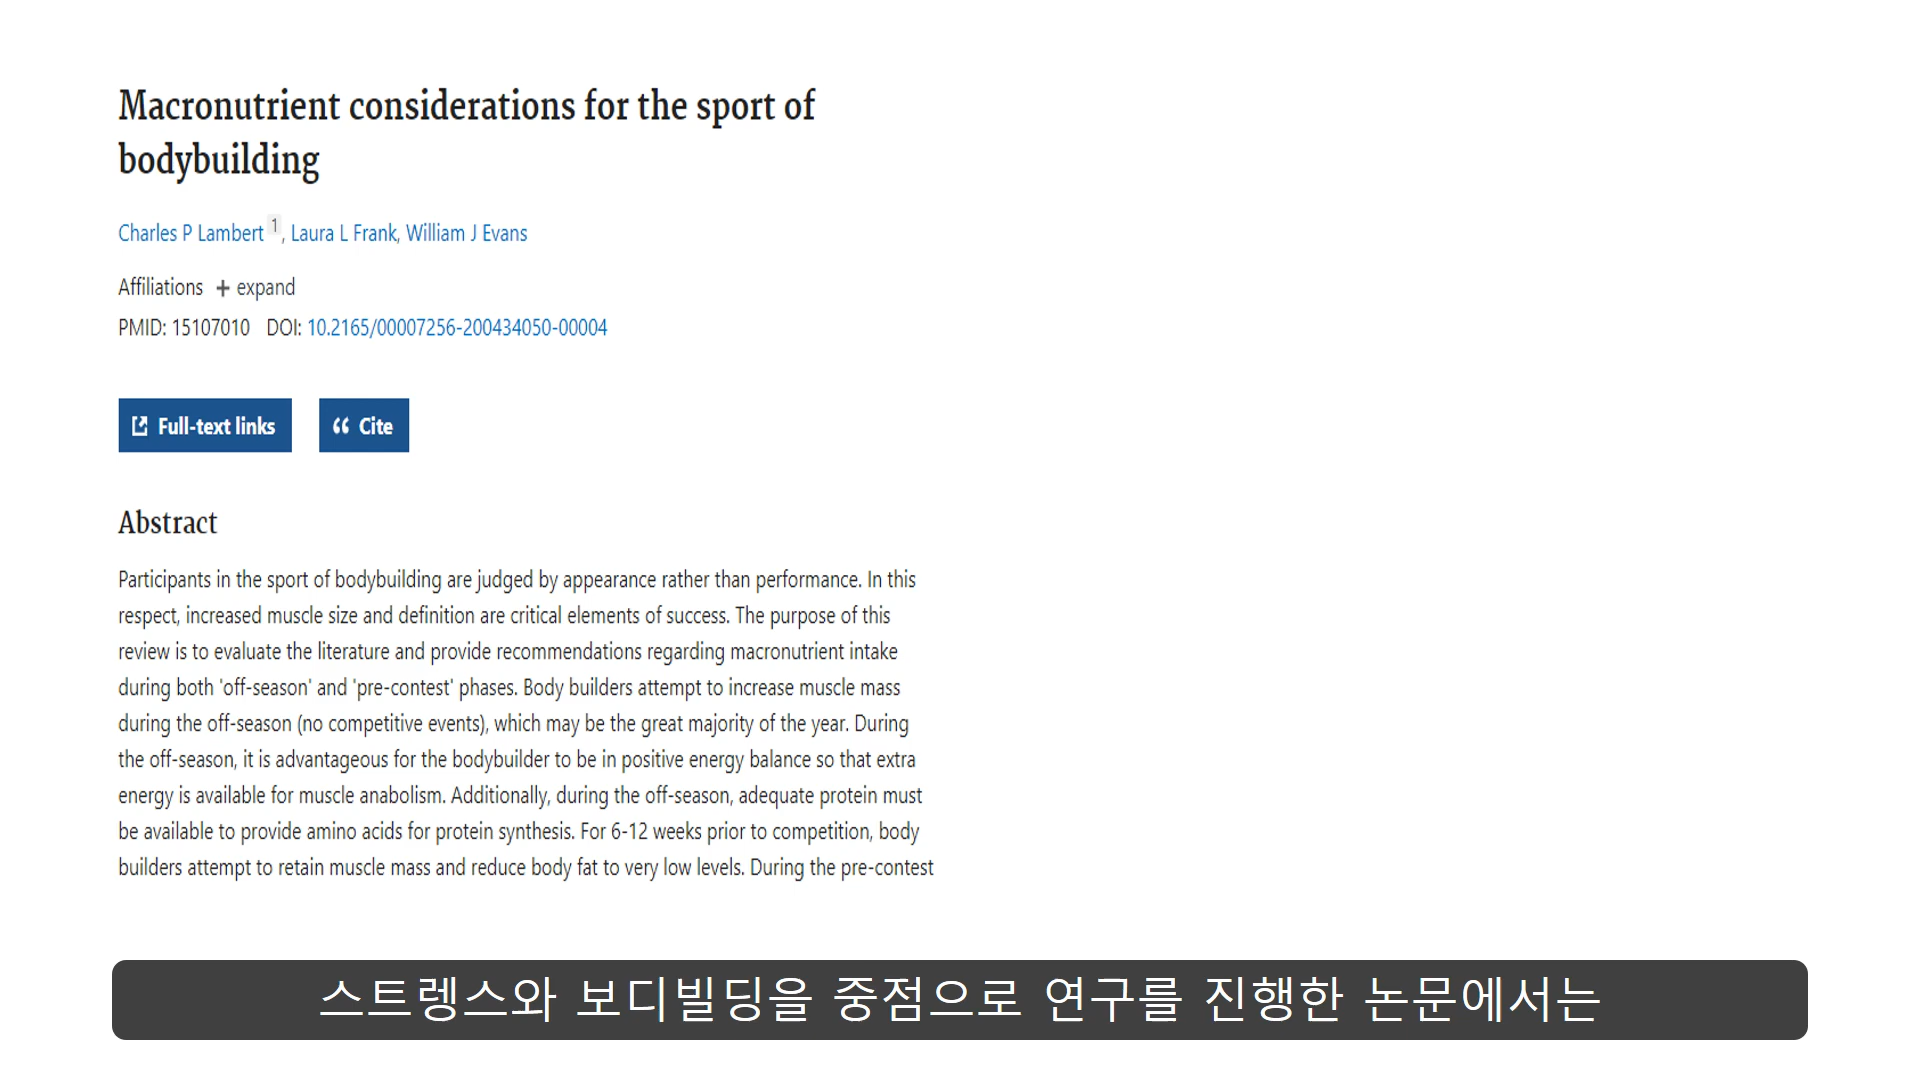 Macronutrient considerations for the sport of
bodybuilding
Charles P Lambert 1, Laura L Frank, William J Evans
Affiliations + expand
PMID: 15107010 DOI: 10.2165/00007256-200434050-00004
Full-text links
“ Cite
Abstract
Participants in the sport of bodybuilding are judged by appearance rather than performance. In this
respect, increased muscle size and definition are critical elements of success. The purpose of this
review is to evaluate the literature and provide recommendations regarding macronutrient intake
during both 'off-season' and 'pre-contest' phases. Body builders attempt to increase muscle mass
during the off-season (no competitive events), which may be the great majority of the year. During
the off-season, it is advantageous for the bodybuilder to be in positive energy balance so that extra
energy is available for muscle anabolism. Additionally, during the off-season, adequate protein must
be available to provide amino acids for protein synthesis. For 6-12 weeks prior to competition, body
builders attempt to retain muscle mass and reduce body fat to very low levels. During the pre-contest
스트렝스와 보디빌딩을 중점으로 연구를 진행한 논문에서는